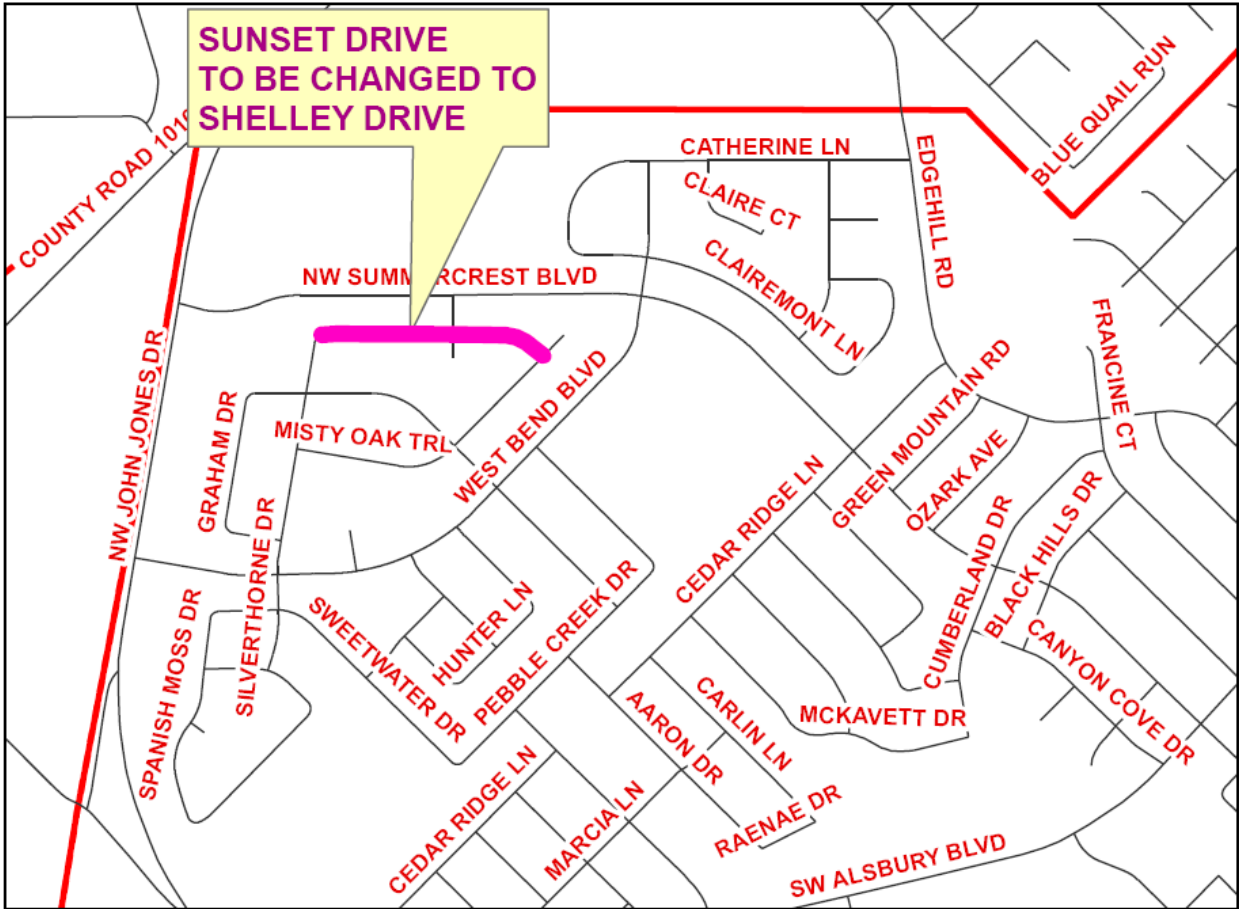 SUNSET DRIVE
TO BE CHANGED TO
SHELLEY DRIVE
COUNTY ROAD 101
BLUE QUAIL RUN
CATHERINE LN
EDGEHILL RD
CLAIRE CT
CLAIREMONT LN
NW SUMM RCREST BLVD
FRANCINE CT
NW JOHN JONES DR
GREEN MOUNTAIN RD
GRAHAM DR
MISTY OAK TRL
WEST BEND BLVD
OZARK AVE
CEDAR RIDGE LN
BLACK HILLS DR
CUMBERLAND DR
SILVERTHORNE DR
SPANISH MOSS DR
SWEETWATER DR
HUNTER LN
PEBBLE CREEK DR
CANYON COVE DR
MCKAVETT DR
CARLIN LN
AARON DR
CEDAR RIDGE LN
MARCIA LN
RAENAE DR
SW ALSBURY BLVD